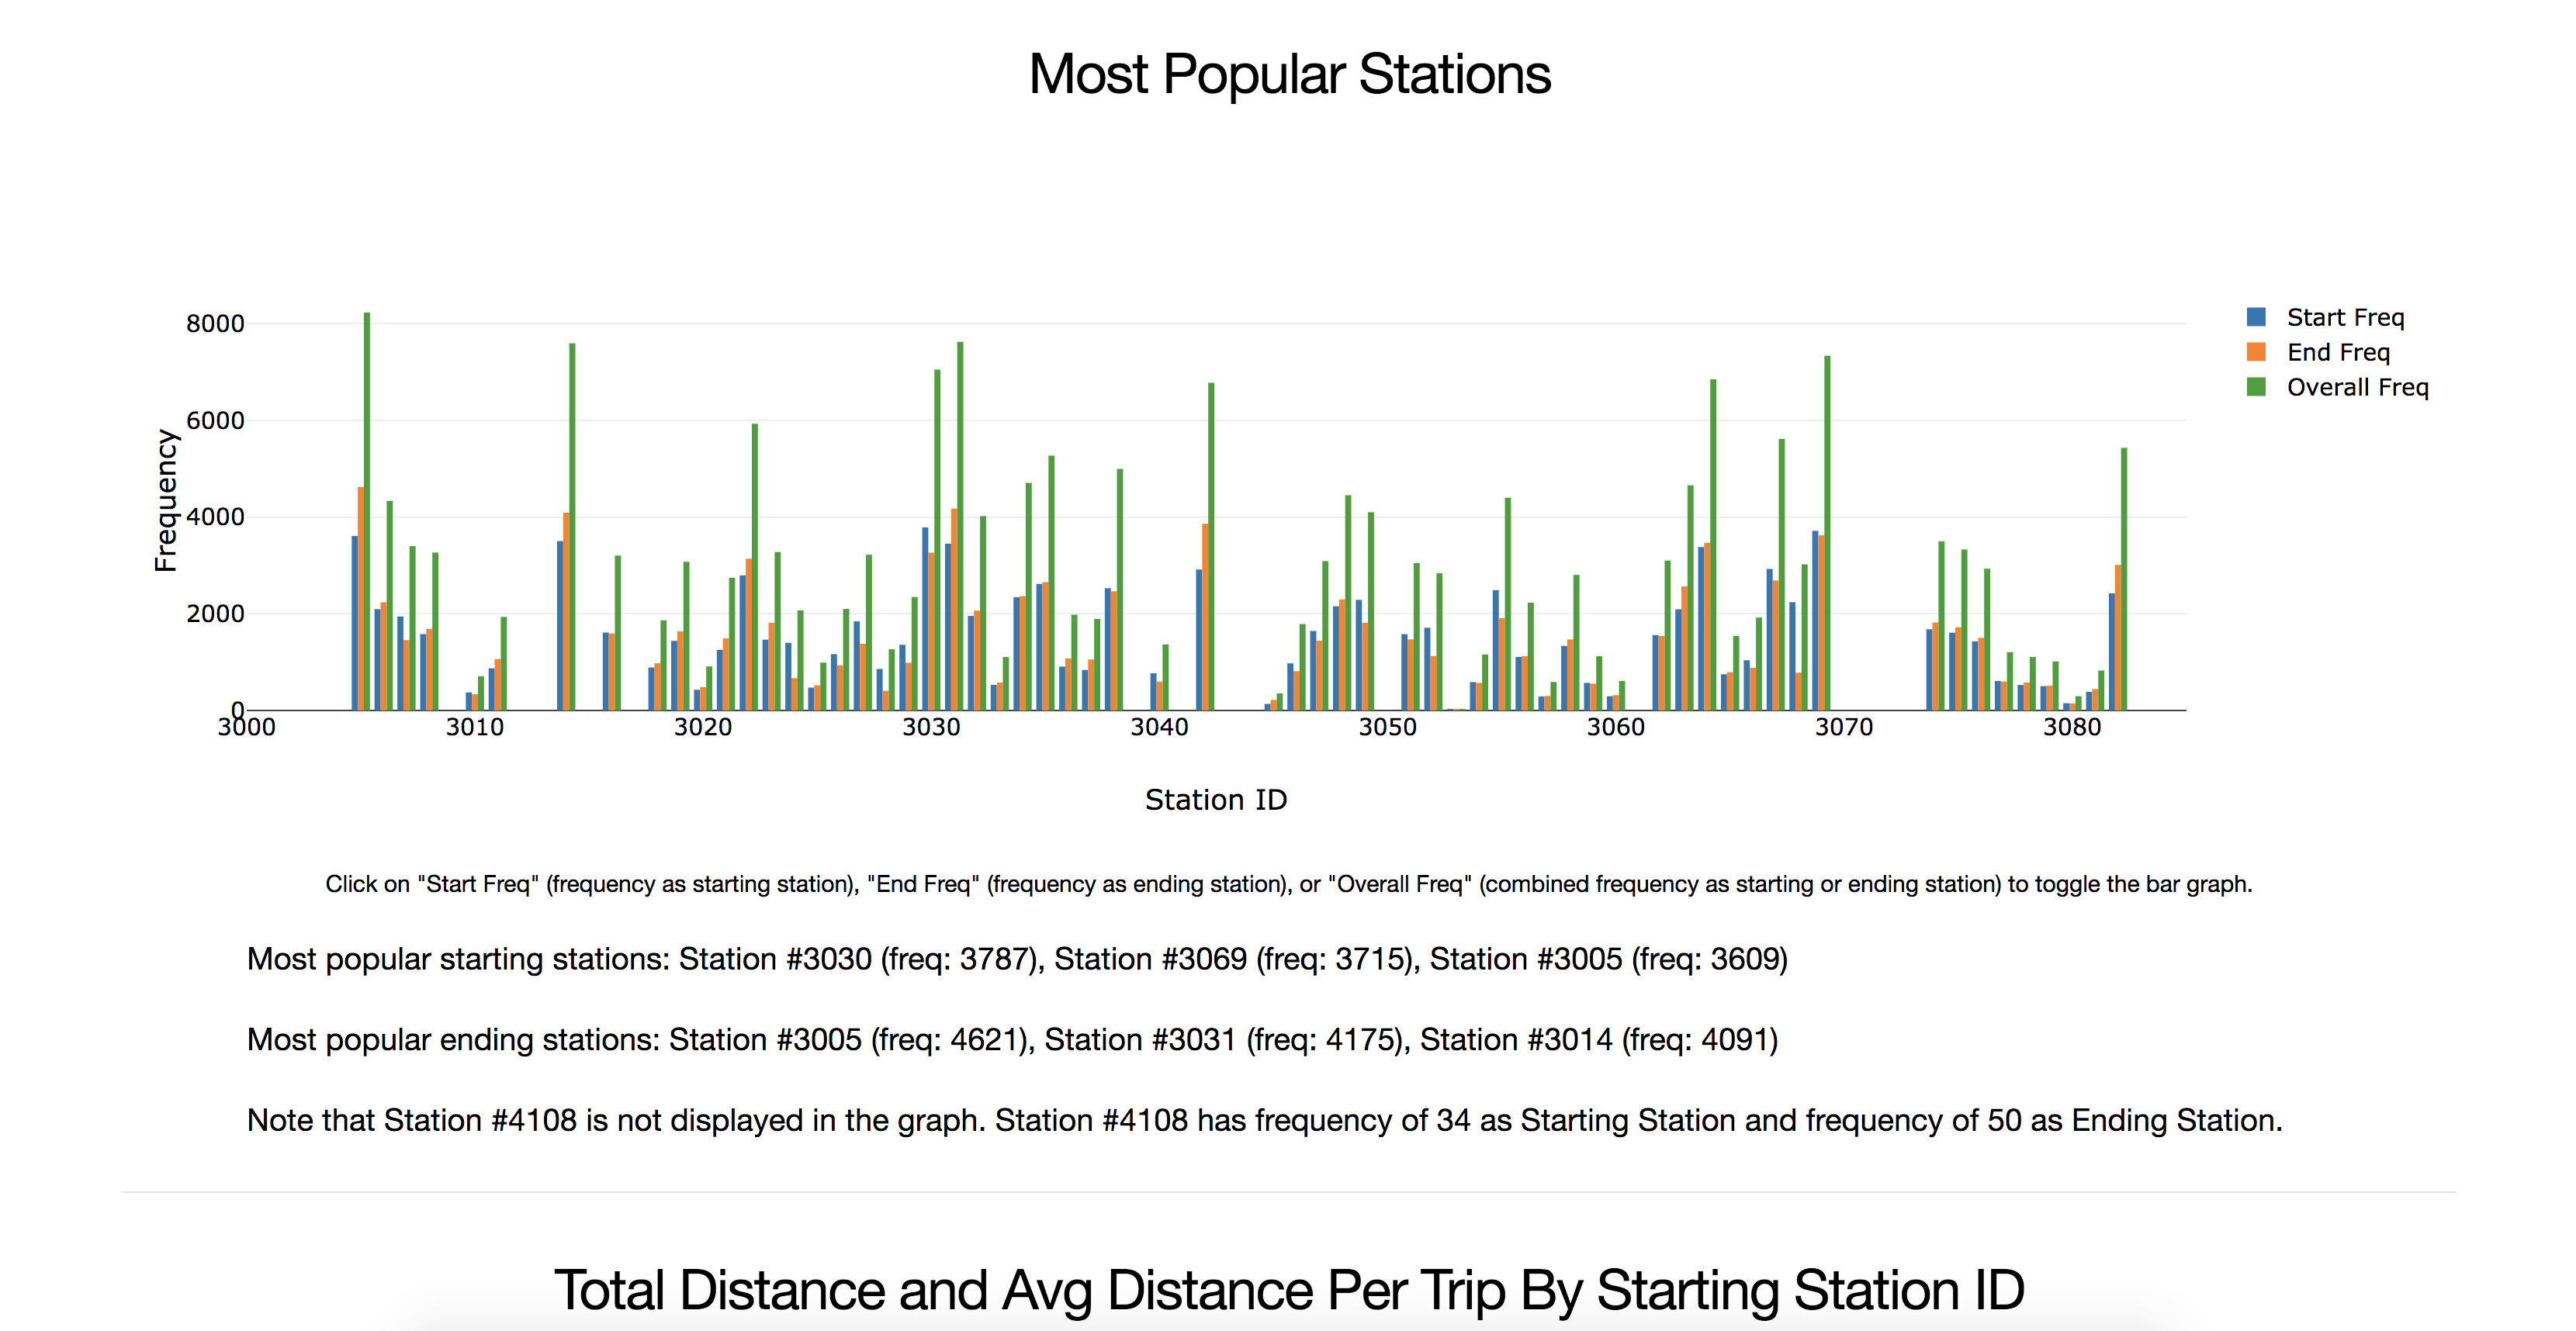 Most Popular Stations
8000
6000
4000
2000
0
Frequency
3000 3010 3020 3030 3040 3050 3060 3070 3080
Station ID
Start Freq
End Freq
Overall Freq
Click on "Start Freq" (frequency as starting station), "End Freq" (frequency as ending station), or "Overall Freq" (combined frequency as starting or ending station) to toggle the bar graph.
Most popular starting stations: Station #3030 (freq: 3787), Station #3069 (freq: 3715), Station #3005 (freq: 3609)
Most popular ending stations: Station #3005 (freq: 4621), Station #3031 (freq: 4175), Station #3014 (freq: 4091)
Note that Station #4108 is not displayed in the graph. Station #4108 has frequency of 34 as Starting Station and frequency of 50 as Ending Station.
Total Distance and Avg Distance Per Trip By Starting Station ID